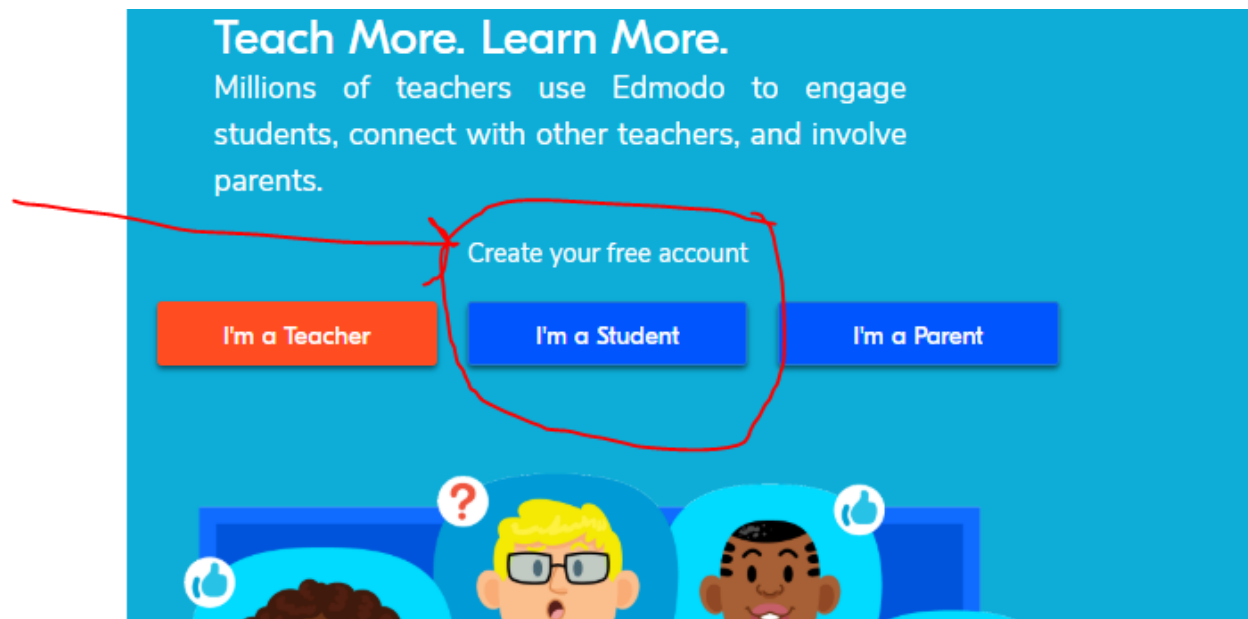 Teach More. Learn More.
Millions of teachers use Edmodo to engage
students, connect with other teachers, and involve
parents.
Create your free account
I'm a Teacher
I'm a Student
I'm a Parent
?